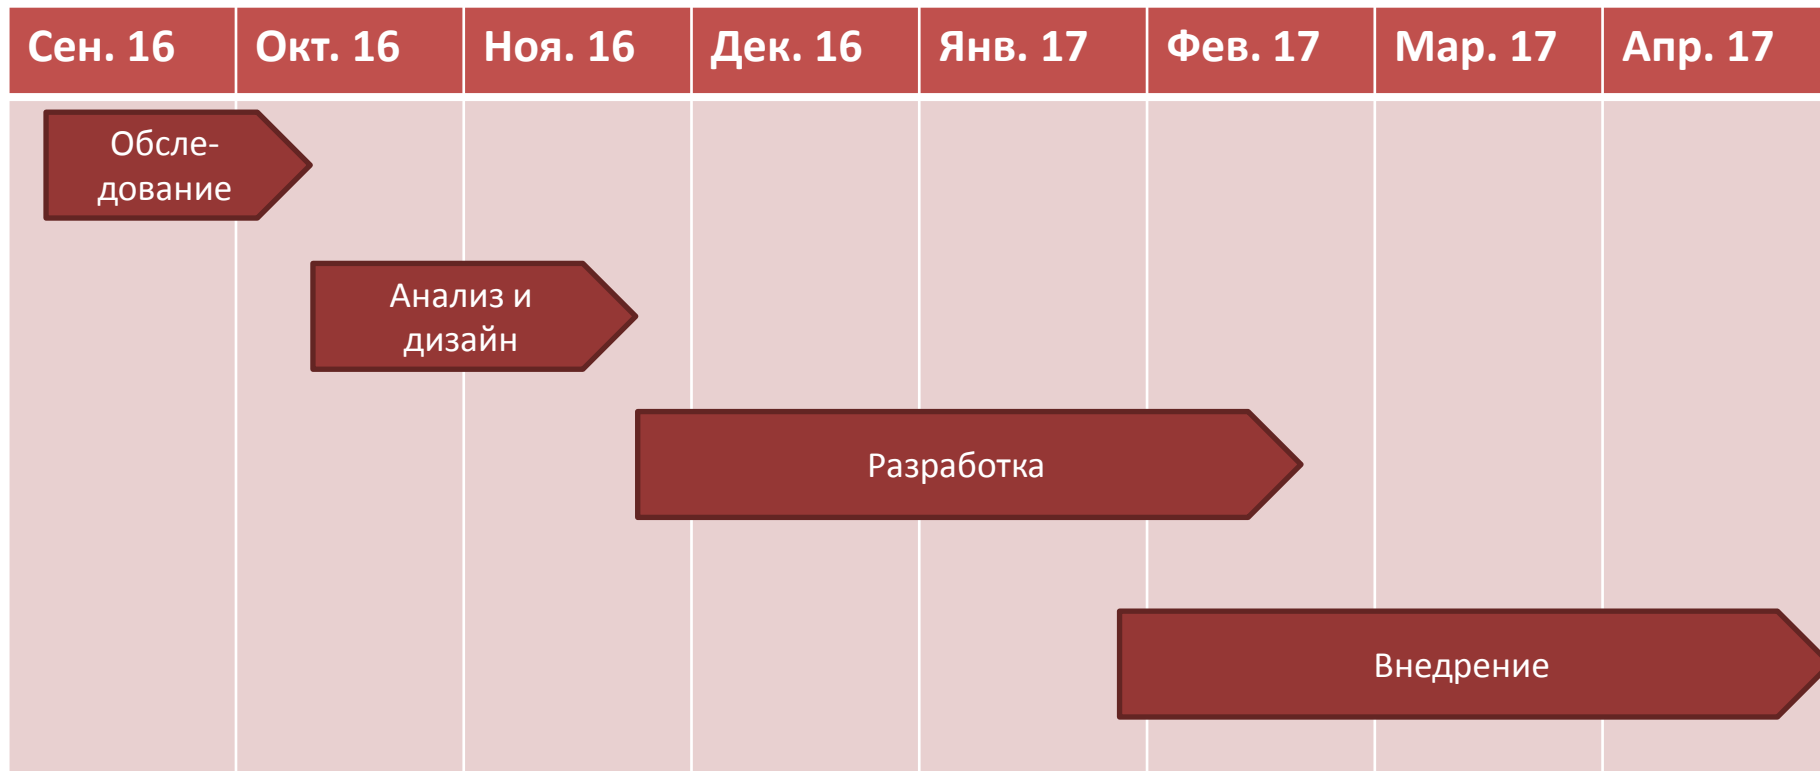 Сен. 16 Окт. 16 Ноя. 16 Дек. 16 Янв. 17 Фев. 17 Мар. 17 Апр. 17
Обсле-
дование
Анализ и
дизайн
Разработка
Внедрение